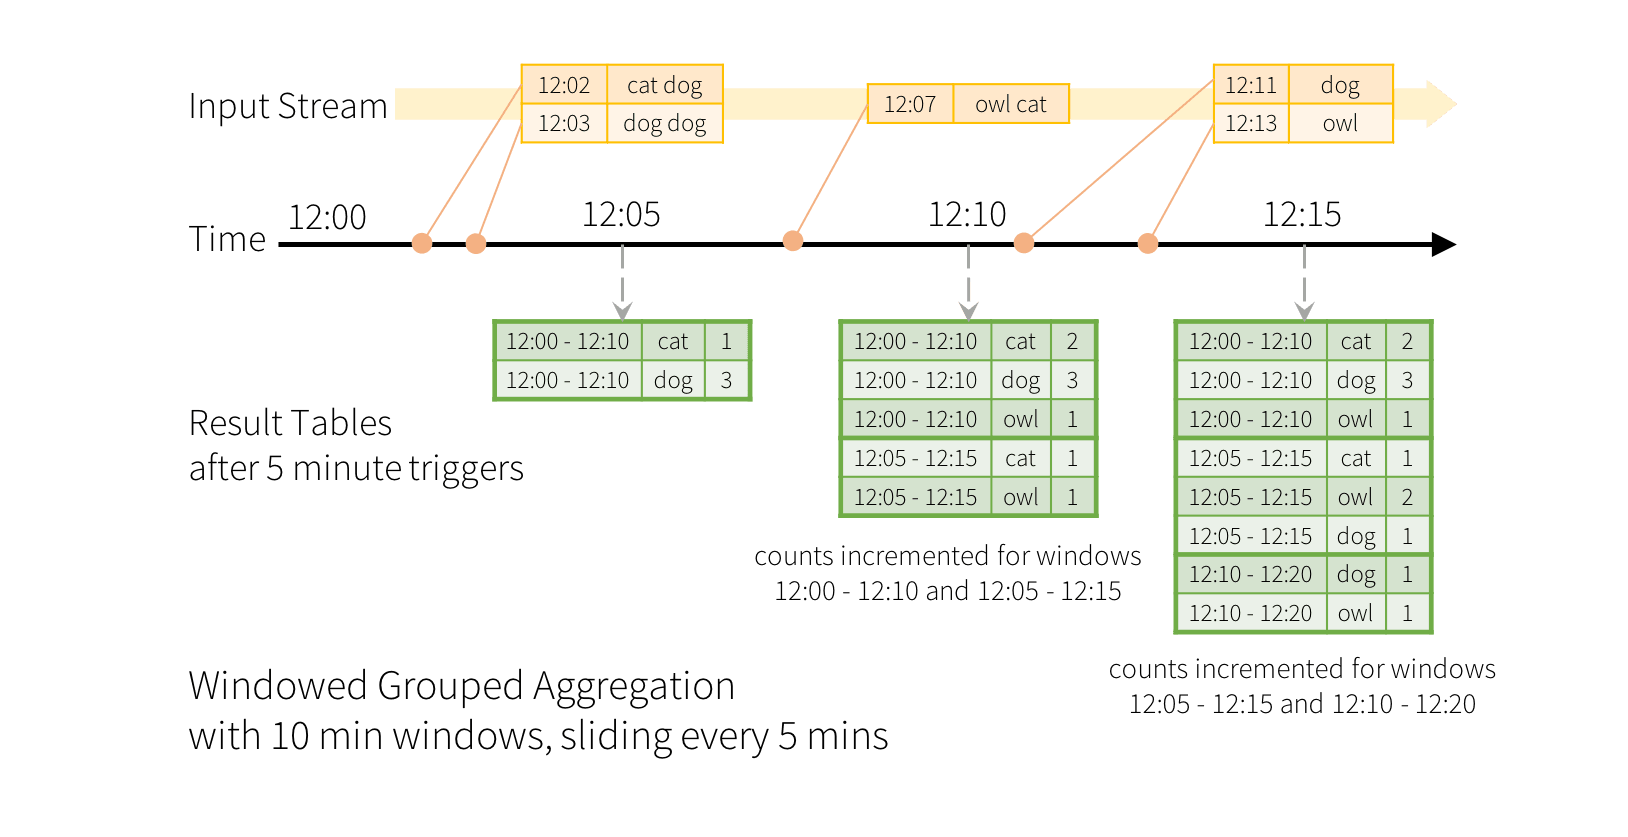 Input Stream
12:02 cat dog
12:03 dog dog
12:07 owl cat
12:11 dog
12:13 owl
Time
12:00
12:05
12:10
12:15
12:00 - 12:10 cat 1
12:00 - 12:10 dog 3
12:00 - 12:10 cat 2
12:00 - 12:10 dog 3
12:00 - 12:10 owl 1
12:05 - 12:15 cat 1
12:05 - 12:15 owl 1
12:00 - 12:10 cat 2
12:00 - 12:10 dog 3
12:00 - 12:10 owl 1
12:05 - 12:15 cat 1
12:05 - 12:15 owl 2
12:05 - 12:15 dog 1
12:10 - 12:20 dog 1
12:10 - 12:20 owl 1
Result Tables
after 5 minute triggers
counts incremented for windows
12:00 - 12:10 and 12:05 - 12:15
counts incremented for windows
12:05 - 12:15 and 12:10 - 12:20
Windowed Grouped Aggregation
with 10 min windows, sliding every 5 mins